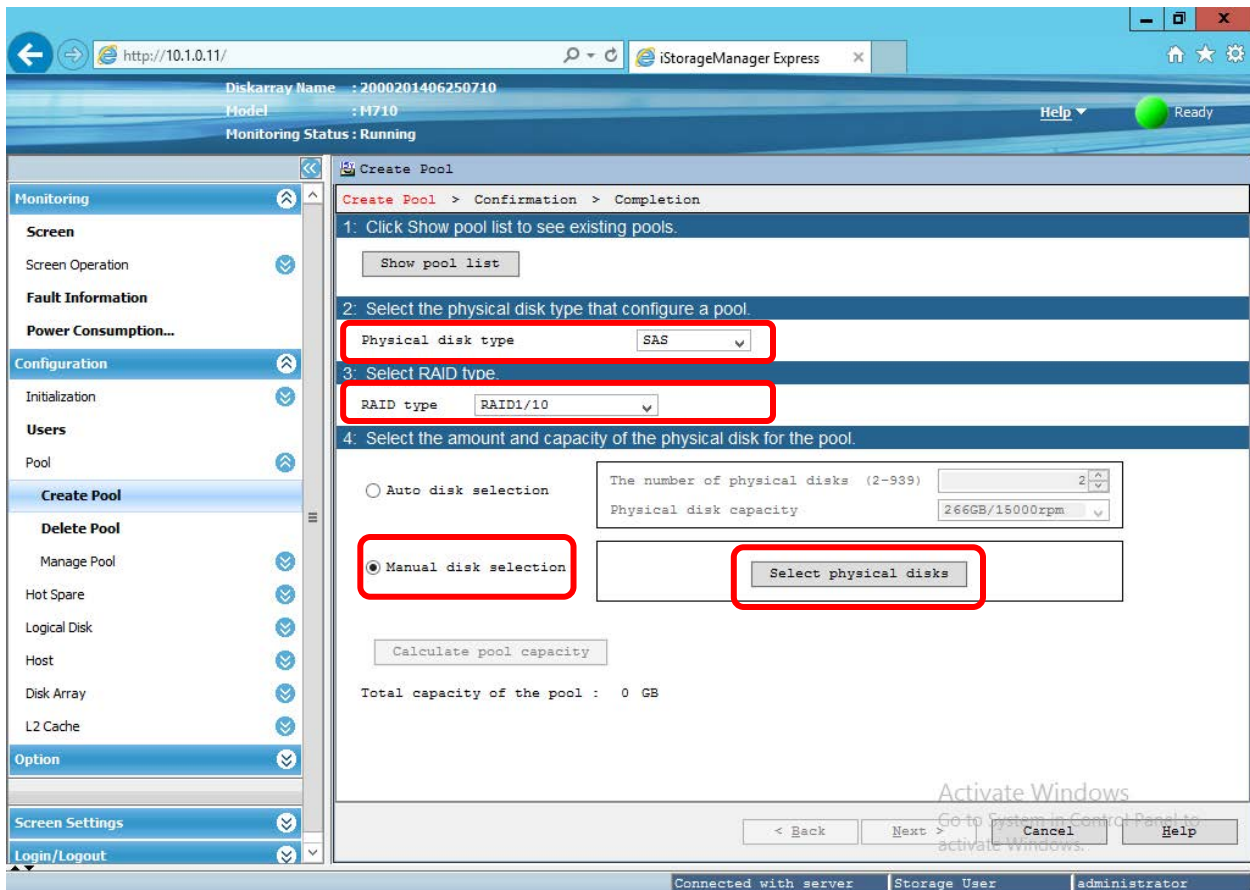 http://10.1.0.11/
iStorageManager Express
Diskarray Name : 2000201406250710
Model : M710
Monitoring Status : Running
Help
Ready
Monitoring
Screen
Screen Operation
Fault Information
Power Consumption...
Configuration
Initialization
Users
Pool
Create Pool
Delete Pool
Manage Pool
Hot Spare
Logical Disk
Host
Disk Array
L2 Cache
Option
Screen Settings
Login/Logout
Create Pool
Create Pool > Confirmation > Completion
1: Click Show pool list to see existing pools.
Show pool list
2: Select the physical disk type that configure a pool.
Physical disk type SAS
3: Select RAID type.
RAID type RAID1/10
4: Select the amount and capacity of the physical disk for the pool.
Auto disk selection
The number of physical disks (2-939) 2
Physical disk capacity 266GB/15000rpm
Manual disk selection
Select physical disks
Calculate pool capacity
Total capacity of the pool : 0 GB
Activate Windows
Go to System in Control Panel to
activate Windows.
< Back Next > Cancel Help
Connected with server Storage User administrator